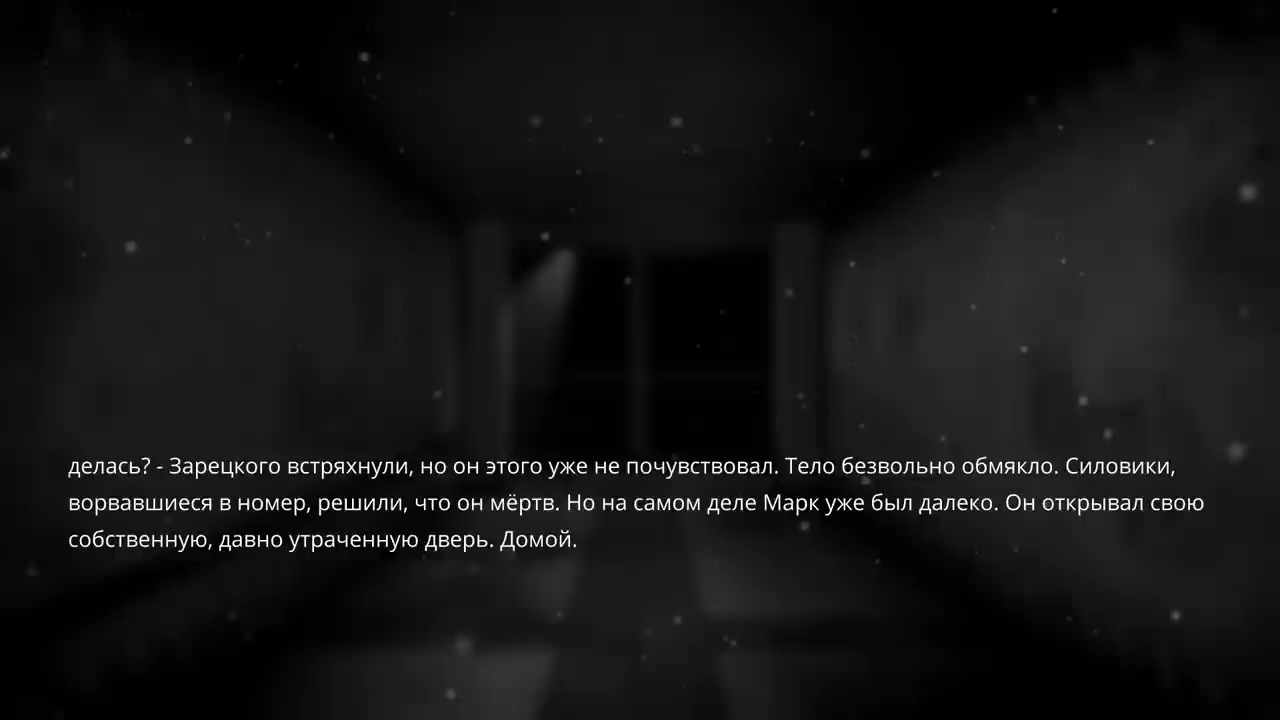 делась? - Зарецкого встряхнули, но он этого уже не почувствовал. Тело безвольно обмякло. Силовики,
ворвавшиеся в номер, решили, что он мёртв. Но на самом деле Марк уже был далеко. Он открывал свою
собственную, давно утраченную дверь. Домой.